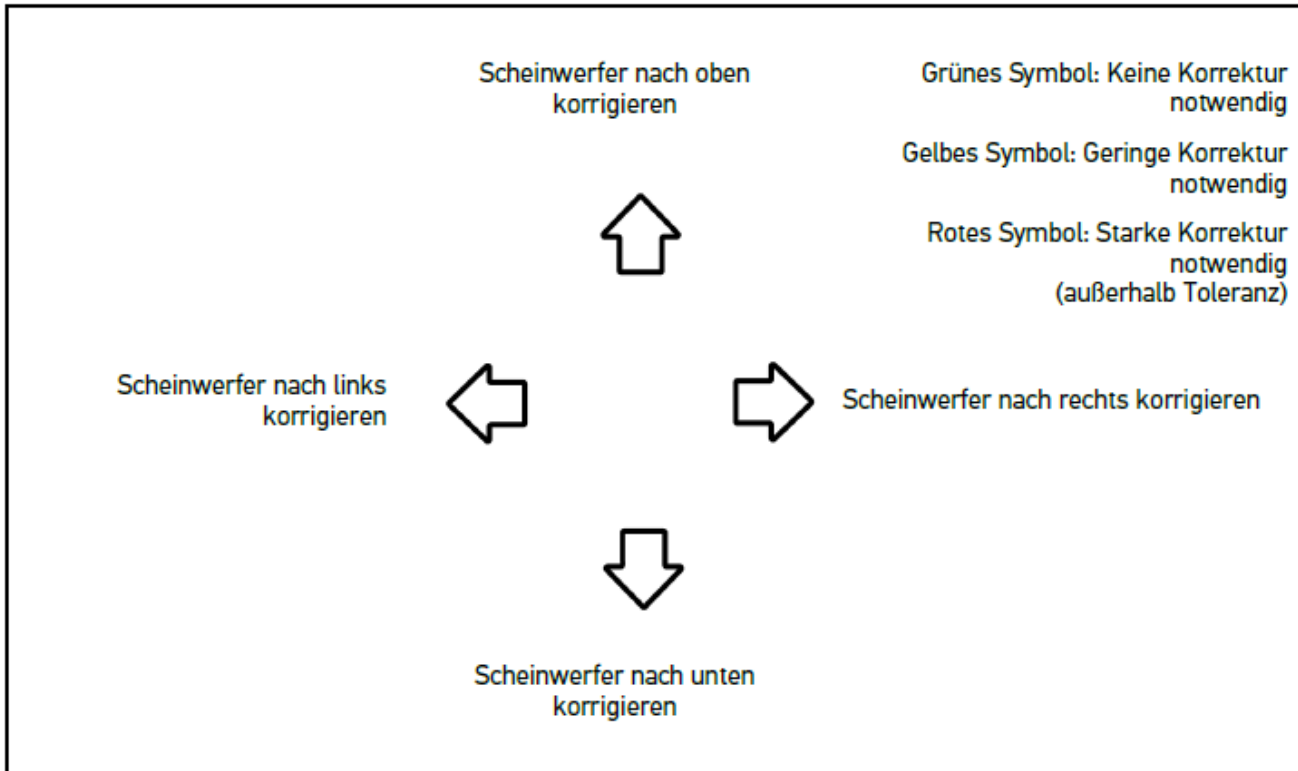 Scheinwerfer nach oben
korrigieren
Grünes Symbol: Keine Korrektur
notwendig
Gelbes Symbol: Geringe Korrektur
notwendig
Rotes Symbol: Starke Korrektur
notwendig
(außerhalb Toleranz)
Scheinwerfer nach links
korrigieren
Scheinwerfer nach rechts korrigieren
Scheinwerfer nach unten
korrigieren